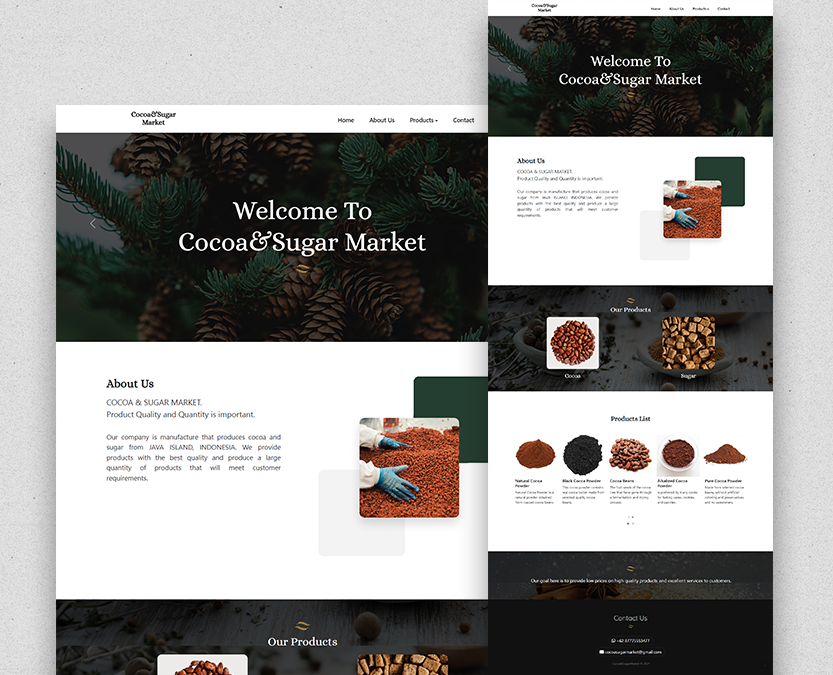 Cocoa&Sugar
Market
Home
About Us
Products
Contact
Welcome To
Cocoa&Sugar Market
About Us
COCOA & SUGAR MARKET.
Product Quality and Quantity is important.
Our company is manufacture that produces cocoa and
sugar from JAVA ISLAND, INDONESIA. We provide
products with the best quality and produce a large
quantity of products that will meet customer
requirements.
Our Products
Cocoa&Sugar
Market
Home
About Us
Products
Contact
Welcome To
Cocoa&Sugar Market
About Us
COCOA & SUGAR MARKET.
Product Quality and Quantity is important.
Our company is manufacture that produces cocoa and
sugar from JAVA ISLAND, INDONESIA. We provide
products with the best quality and produce a large
quantity of products that will meet customer
requirements.
Our Products
Cocoa
Sugar
Products List
Natural Cocoa
Powder
Black Cocoa Powder
Cocoa Beans
Alkalized Cocoa
Powder
Pure Cocoa Powder
Our goal here is to provide low prices on high quality products and excellent services to customers.
Contact Us
cocoasugarmarket@gmail.com